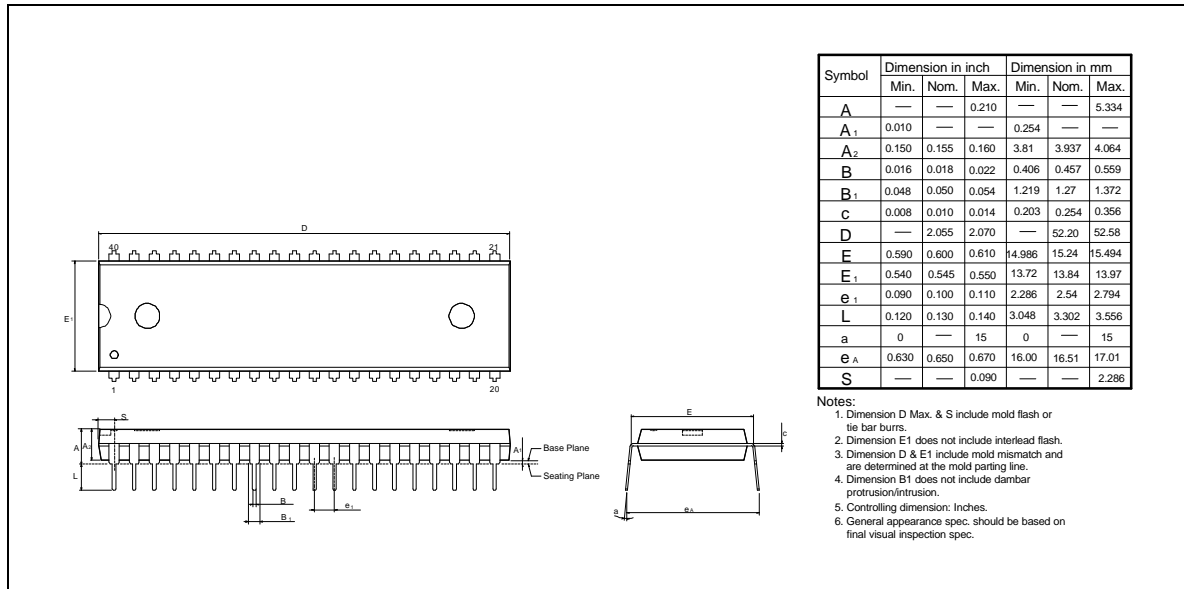 Symbol Dimension in inch Dimension in mm
Min. Nom. Max. Min. Nom. Max.
A — — 0.210 — — 5.334
A1 0.010 — — 0.254 — —
A2 0.150 0.155 0.160 3.81 3.937 4.064
B 0.016 0.018 0.022 0.406 0.457 0.559
B1 0.048 0.050 0.054 1.219 1.27 1.372
c 0.008 0.010 0.014 0.203 0.254 0.356
D — 2.055 2.070 — 52.20 52.58
E 0.590 0.600 0.610 14.986 15.24 15.494
E1 0.540 0.545 0.550 13.72 13.84 13.97
e1 0.090 0.100 0.110 2.286 2.54 2.794
L 0.120 0.130 0.140 3.048 3.302 3.556
a 0 — 15 0 — 15
eA 0.630 0.650 0.670 16.00 16.51 17.01
S — — 0.090 — — 2.286
Notes:
1. Dimension D Max. & S include mold flash or
tie bar burrs.
2. Dimension E1 does not include interlead flash.
3. Dimension D & E1 include mold mismatch and
are determined at the mold parting line.
4. Dimension B1 does not include dambar
protrusion/intrusion.
5. Controlling dimension: Inches.
6. General appearance spec. should be based on
final visual inspection spec.
D
40 21
E1
1 20
S
A A2 A1 Base Plane
L Seating Plane
B e1
B1
E
c
a eA